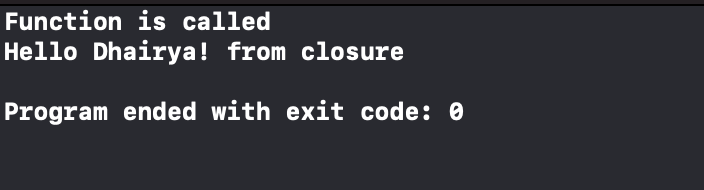 Function is called
Hello Dhairya! from closure
Program ended with exit code: 0